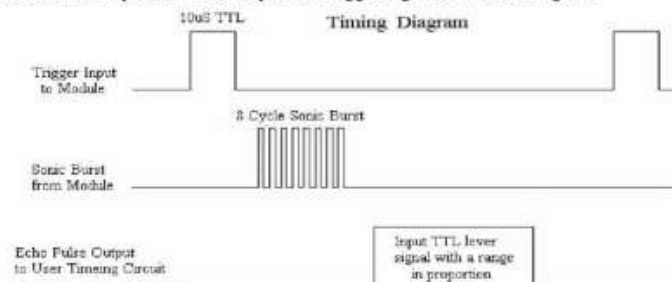 10uS TTL
Timing Diagram
Trigger Input
to Module
8 Cycle Sonic Burst
Sonic Burst
from Module
Echo Pulse Output
to User Timeing Circuit
Input TTL lever
signal with a range
in proportion